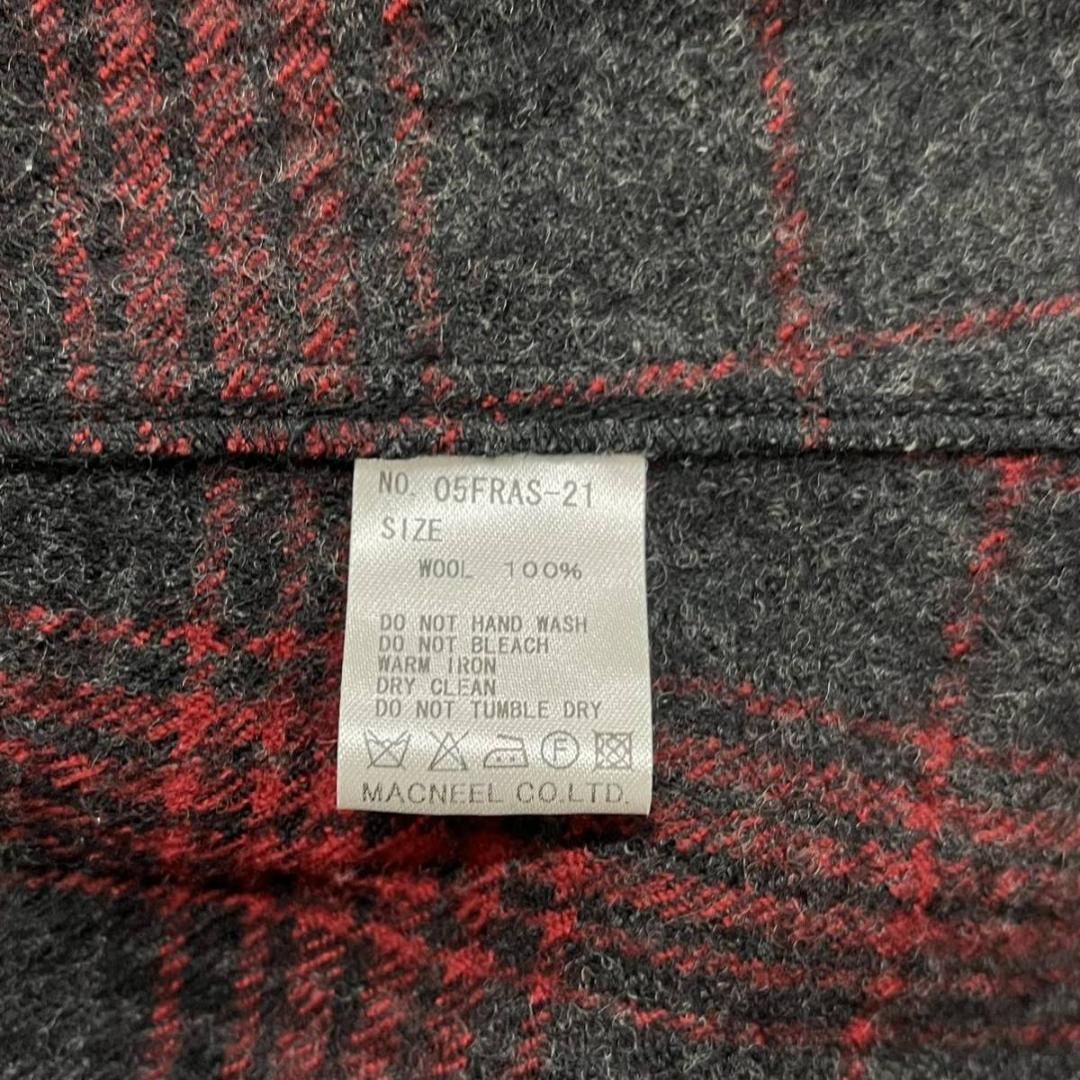 NO. 05FRAS-21
SIZE
WOOL 100%
DO NOT HAND WASH
DO NOT BLEACH
WARM IRON
DRY CLEAN
DO NOT TUMBLE DRY
F
MACNEEL CO.LTD.